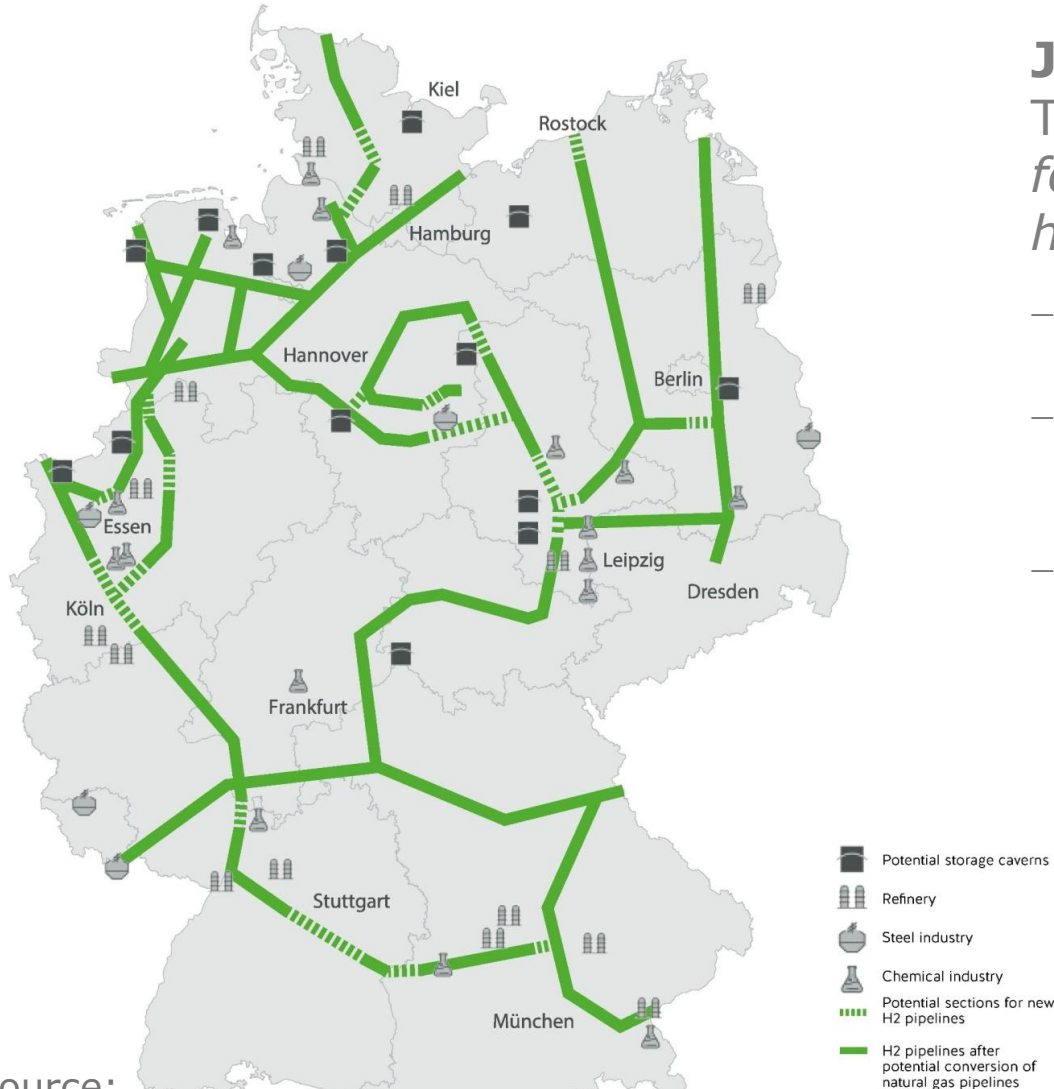 Kiel
Rostock
Hamburg
Hannover
Berlin
Essen
Leipzig
Köln
Dresden
Frankfurt
Stuttgart
München
Potential storage caverns
Refinery
Steel industry
Chemical industry
Potential sections for new
H2 pipelines
H2 pipelines after
potential conversion of
natural gas pipelines